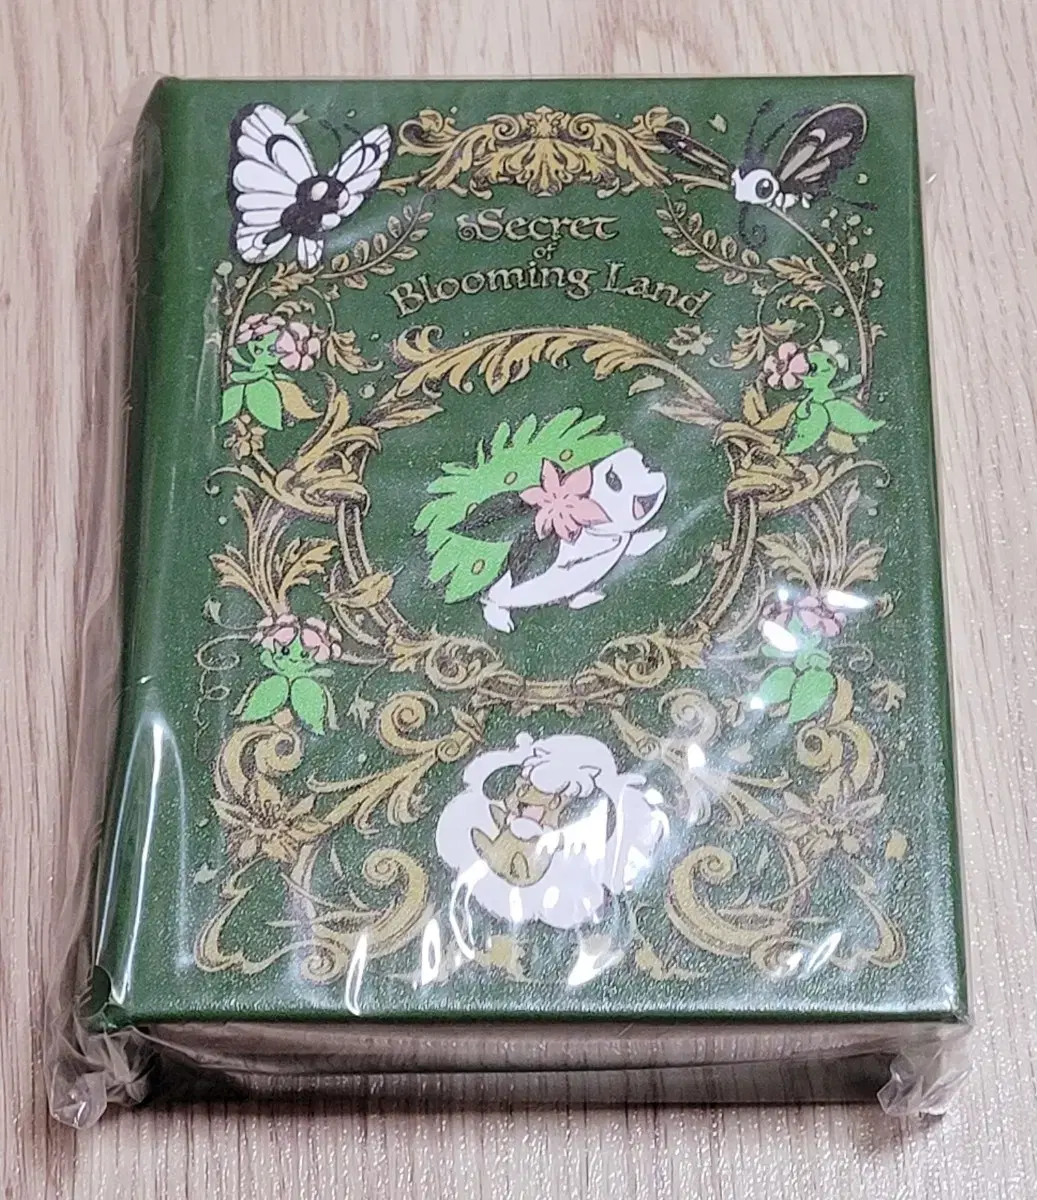 Secret
of
Blooming Land